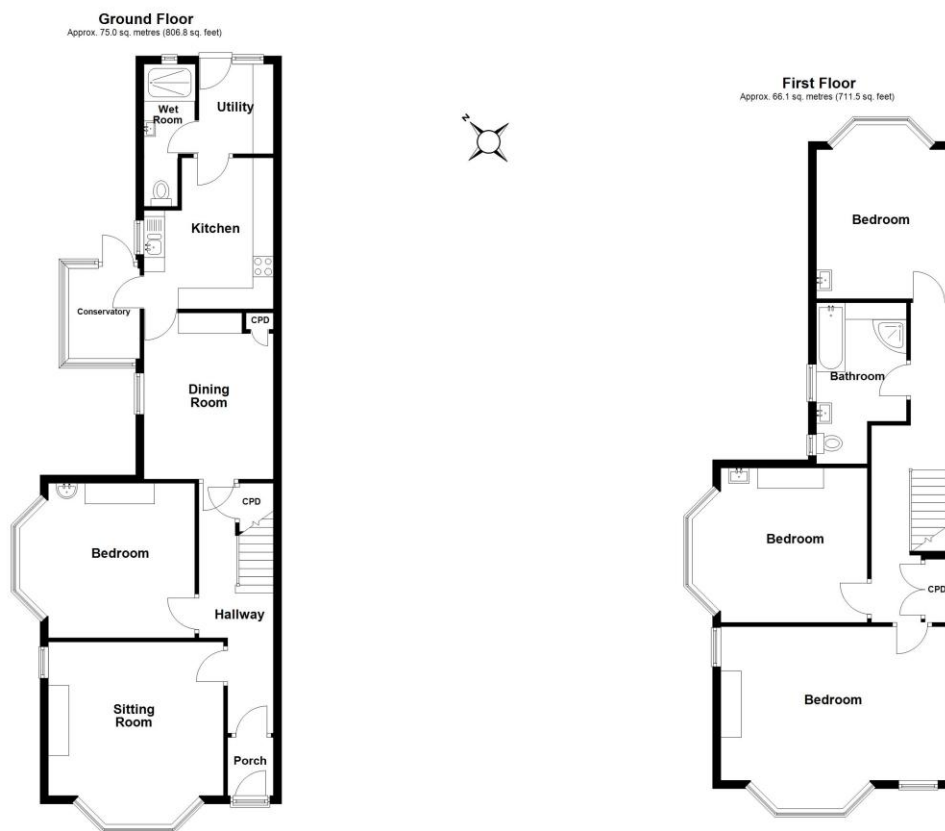 Ground Floor
Approx. 75.0 sq. metres (806.8 sq. feet)
Wet
Room
Utility
Kitchen
Conservatory
CPD
Dining
Room
CPD
Bedroom
Hallway
Sitting
Room
Porch
N
First Floor
Approx. 66.1 sq. metres (711.5 sq. feet)
Bedroom
Bathroom
Bedroom
CPD
Bedroom